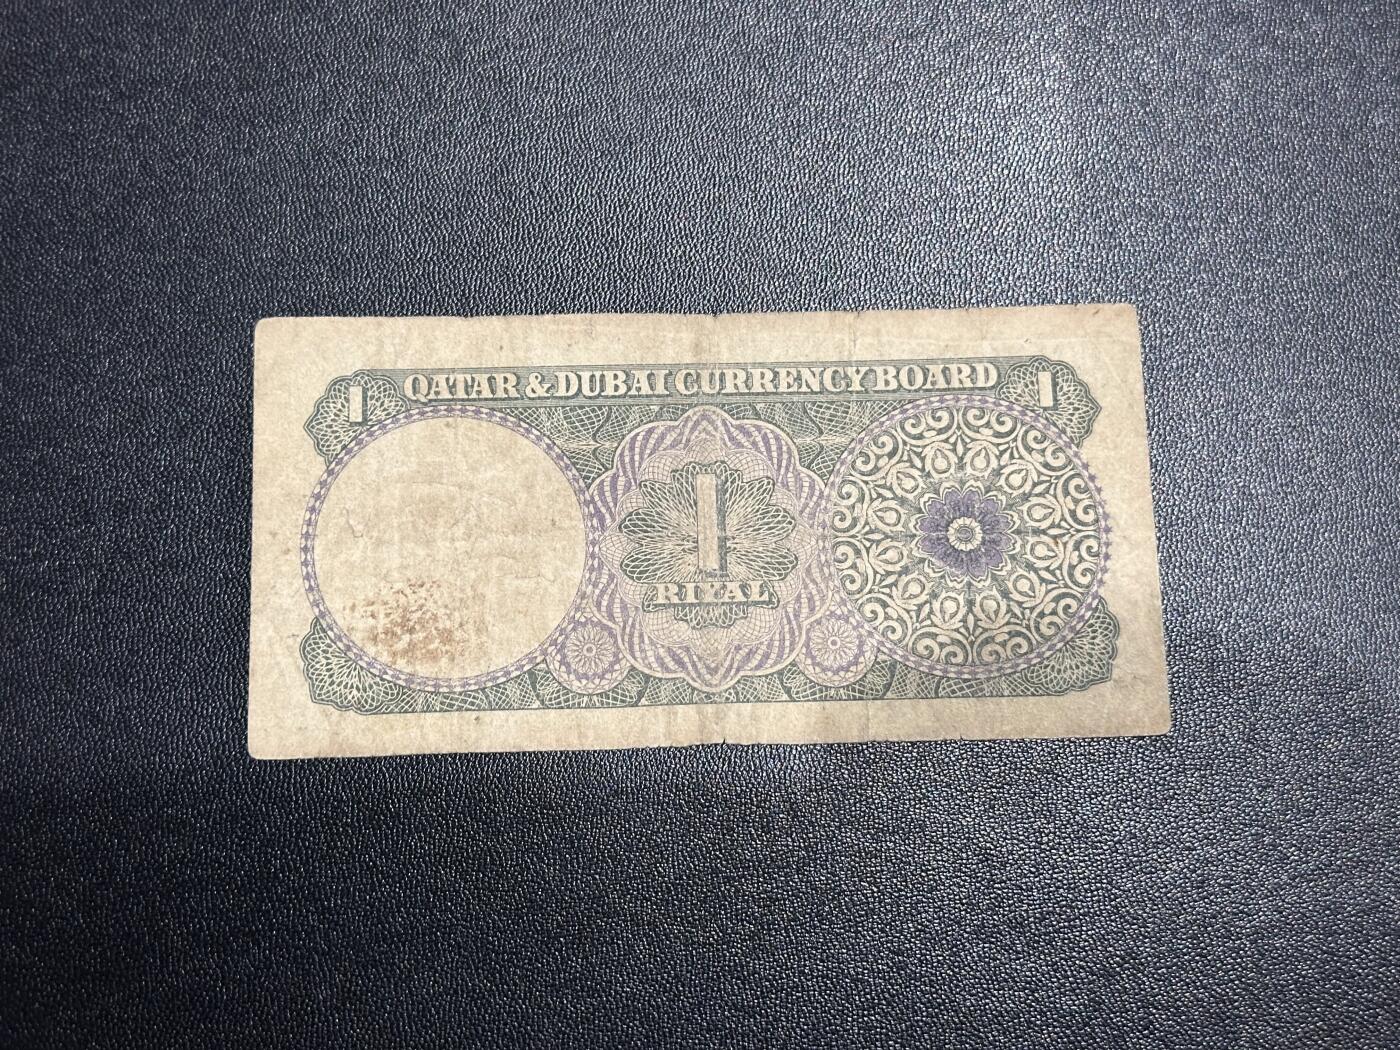 1 QATAR & DUBAI CURRENCY BOARD 1
1
RIYAL